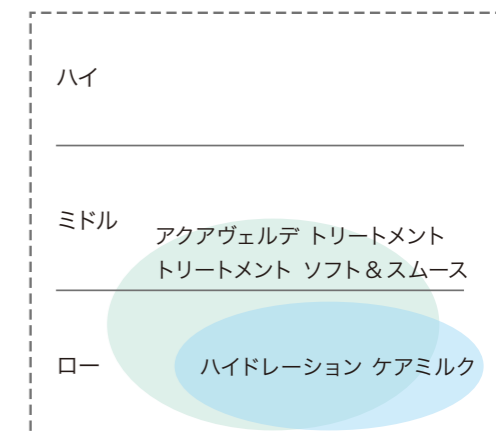 ハイ
ミドル
アクアヴェルデ トリートメント
トリートメント ソフト＆スムース
ロー
ハイドレーション ケアミルク